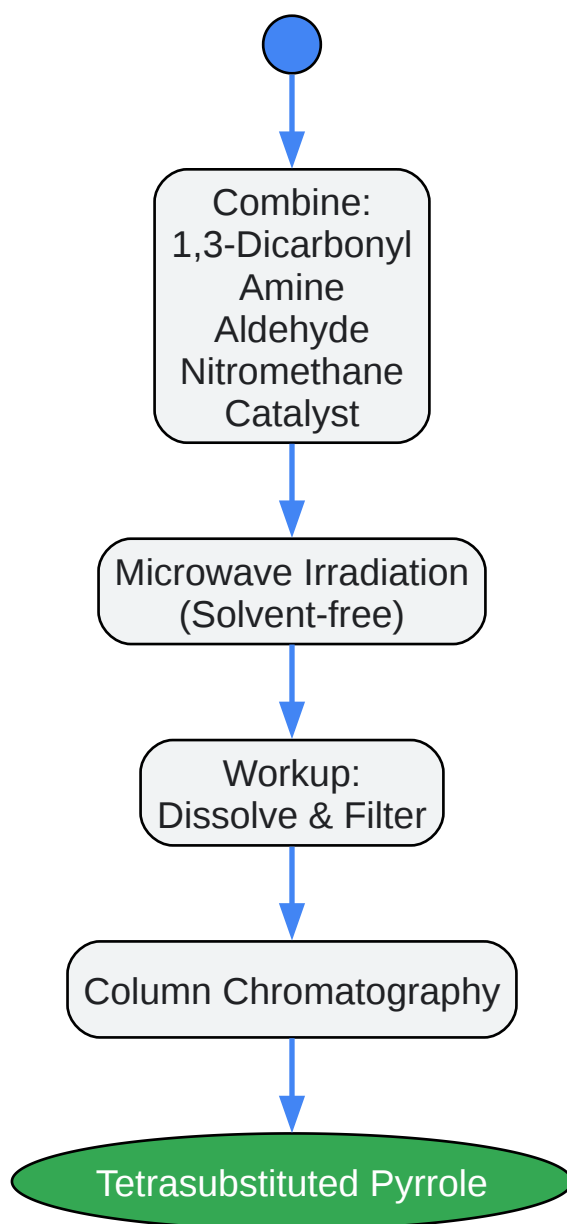 Combine:
1,3-Dicarbonyl
Amine
Aldehyde
Nitromethane
Catalyst
Microwave Irradiation
(Solvent-free)
Workup:
Dissolve & Filter
Column Chromatography
Tetrasubstituted Pyrrole